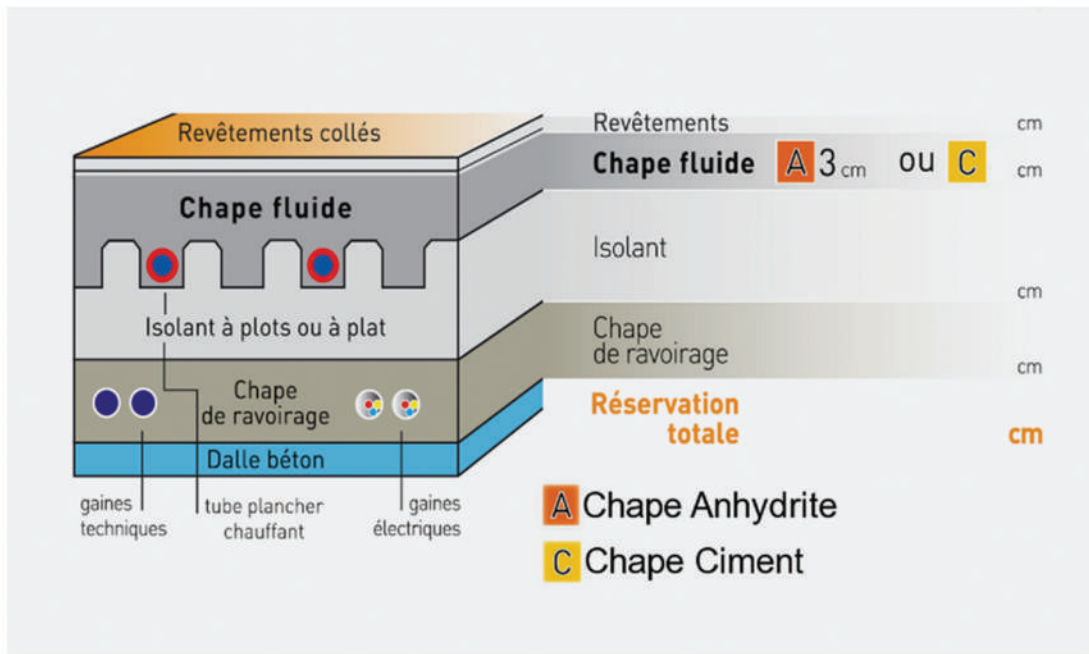 Revêtements collés
Chape fluide
Isolant à plots ou à plat
Chape
de ravoirage
Dalle béton
gaines
techniques
tube plancher
chauffant
gaines
électriques
Revêtements cm
Chape fluide A 3 cm ou C cm
Isolant
cm
Chape
de ravoirage
cm
Réservation
totale cm
A Chape Anhydrite
C Chape Ciment